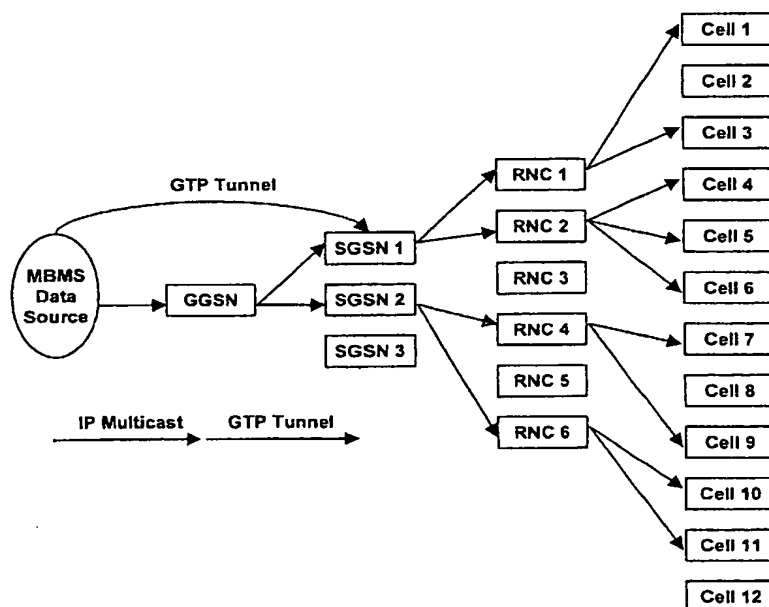 Cell 1
Cell 2
Cell 3
Cell 4
Cell 5
Cell 6
Cell 7
Cell 8
Cell 9
Cell 10
Cell 11
Cell 12
RNC 1
RNC 2
RNC 3
RNC 4
RNC 5
RNC 6
GTP Tunnel
SGSN 1
SGSN 2
SGSN 3
GGSN
MBMS
Data
Source
IP Multicast
GTP Tunnel